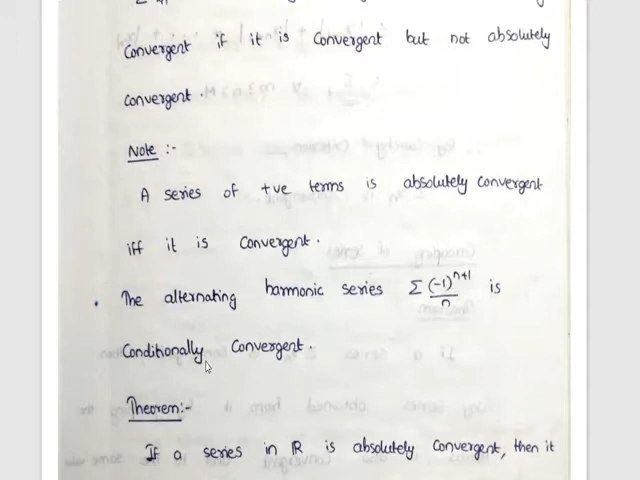 Convergent if it is Convergent but not absolutely
convergent.
Note :-
A series of +ve terms is absolutely convergent
iff it is Convergent.
• The alternating harmonic series Σ (-1)^{n+1}/n is
Conditionally Convergent.
Theorem:-
If a series in R is absolutely Convergent, then it